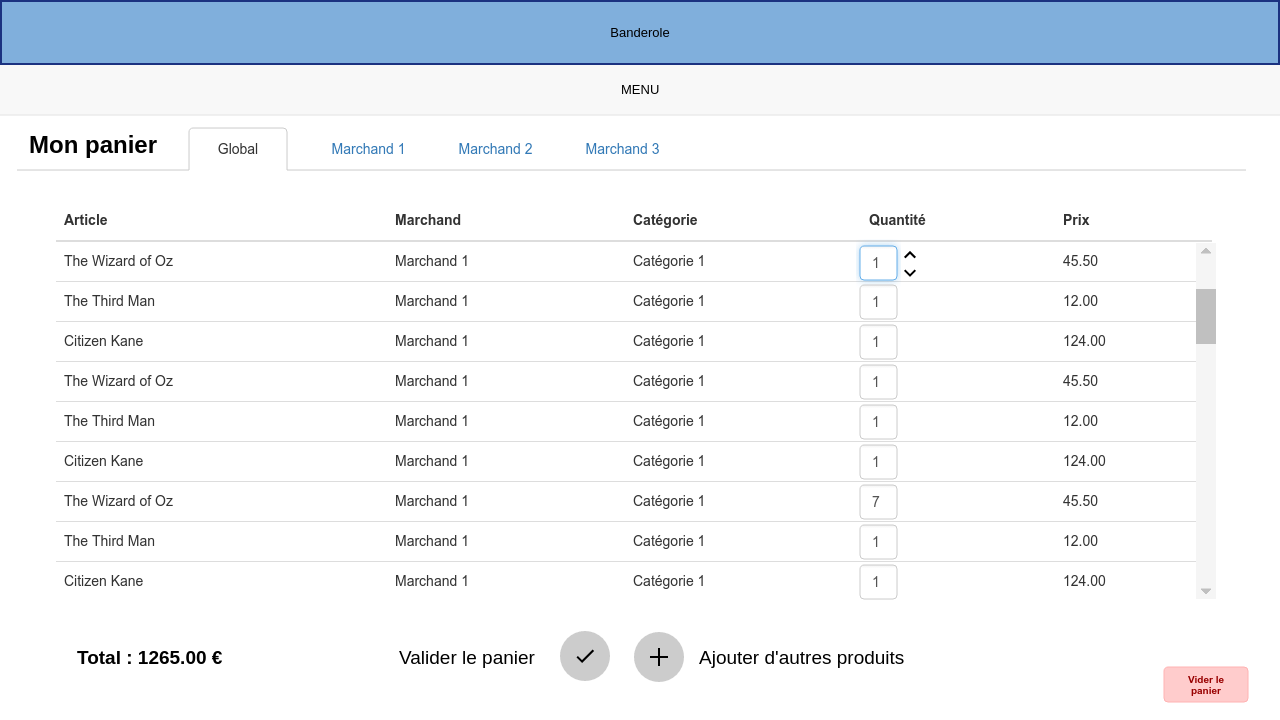 Banderole
MENU
Mon panier Global Marchand 1 Marchand 2 Marchand 3
Article Marchand Catégorie Quantité Prix
The Wizard of Oz Marchand 1 Catégorie 1 1 45.50
The Third Man Marchand 1 Catégorie 1 1 12.00
Citizen Kane Marchand 1 Catégorie 1 1 124.00
The Wizard of Oz Marchand 1 Catégorie 1 1 45.50
The Third Man Marchand 1 Catégorie 1 1 12.00
Citizen Kane Marchand 1 Catégorie 1 1 124.00
The Wizard of Oz Marchand 1 Catégorie 1 7 45.50
The Third Man Marchand 1 Catégorie 1 1 12.00
Citizen Kane Marchand 1 Catégorie 1 1 124.00
Total : 1265.00 € Valider le panier Ajouter d'autres produits
Vider le
panier